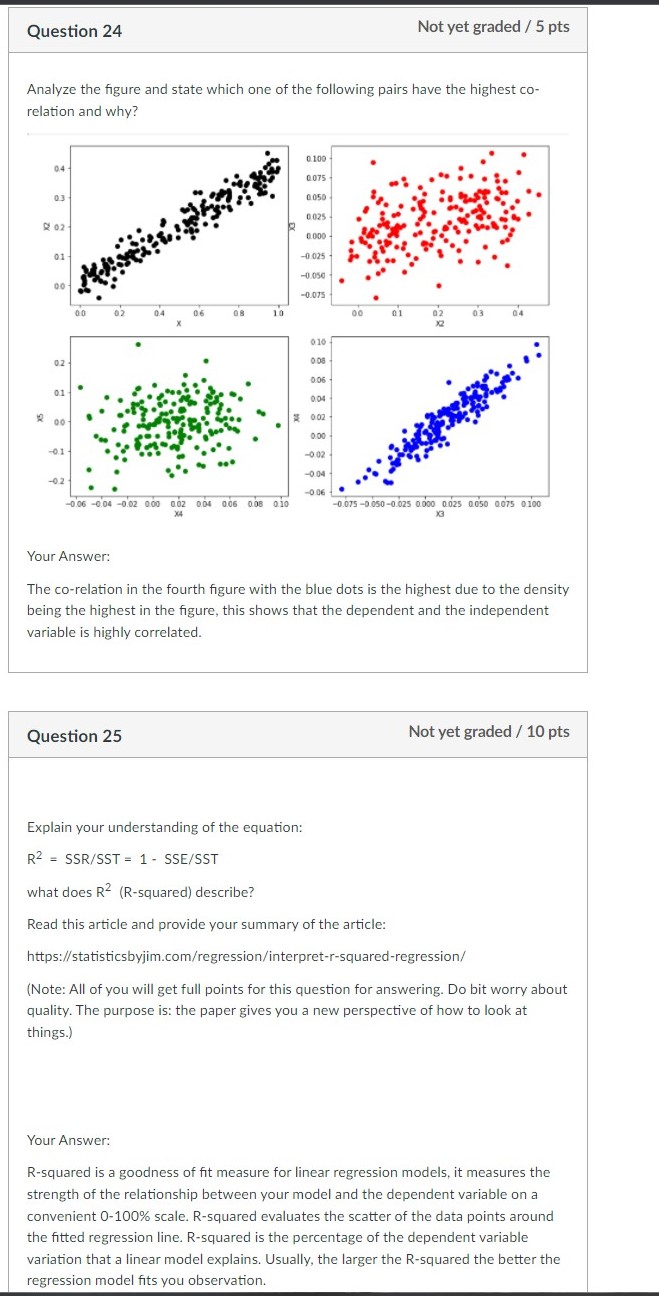 Question 24
Not yet graded / 5 pts
Analyze the figure and state which one of the following pairs have the highest co-
relation and why?
0.4
0.3
0.2
0.1
0.0
X2
0.0 0.2 0.4 0.6 0.8 1.0
X
0.100
0.075
0.050
0.025
0.000
-0.025
-0.050
-0.075
X3
0.0 0.1 0.2 0.3 0.4
X2
0.2
0.1
0.0
-0.1
-0.2
X5
-0.06 -0.04 -0.02 0.00 0.02 0.04 0.06 0.08 0.10
X4
0.10
0.08
0.06
0.04
0.02
0.00
-0.02
-0.04
-0.06
X4
-0.075 -0.050 -0.025 0.000 0.025 0.050 0.075 0.100
X3
Your Answer:
The co-relation in the fourth figure with the blue dots is the highest due to the density
being the highest in the figure, this shows that the dependent and the independent
variable is highly correlated.
Question 25
Not yet graded / 10 pts
Explain your understanding of the equation:
R² = SSR/SST = 1 - SSE/SST
what does R² (R-squared) describe?
Read this article and provide your summary of the article:
https://statisticsbyjim.com/regression/interpret-r-squared-regression/
(Note: All of you will get full points for this question for answering. Do bit worry about
quality. The purpose is: the paper gives you a new perspective of how to look at
things.)
Your Answer:
R-squared is a goodness of fit measure for linear regression models, it measures the
strength of the relationship between your model and the dependent variable on a
convenient 0-100% scale. R-squared evaluates the scatter of the data points around
the fitted regression line. R-squared is the percentage of the dependent variable
variation that a linear model explains. Usually, the larger the R-squared the better the
regression model fits you observation.